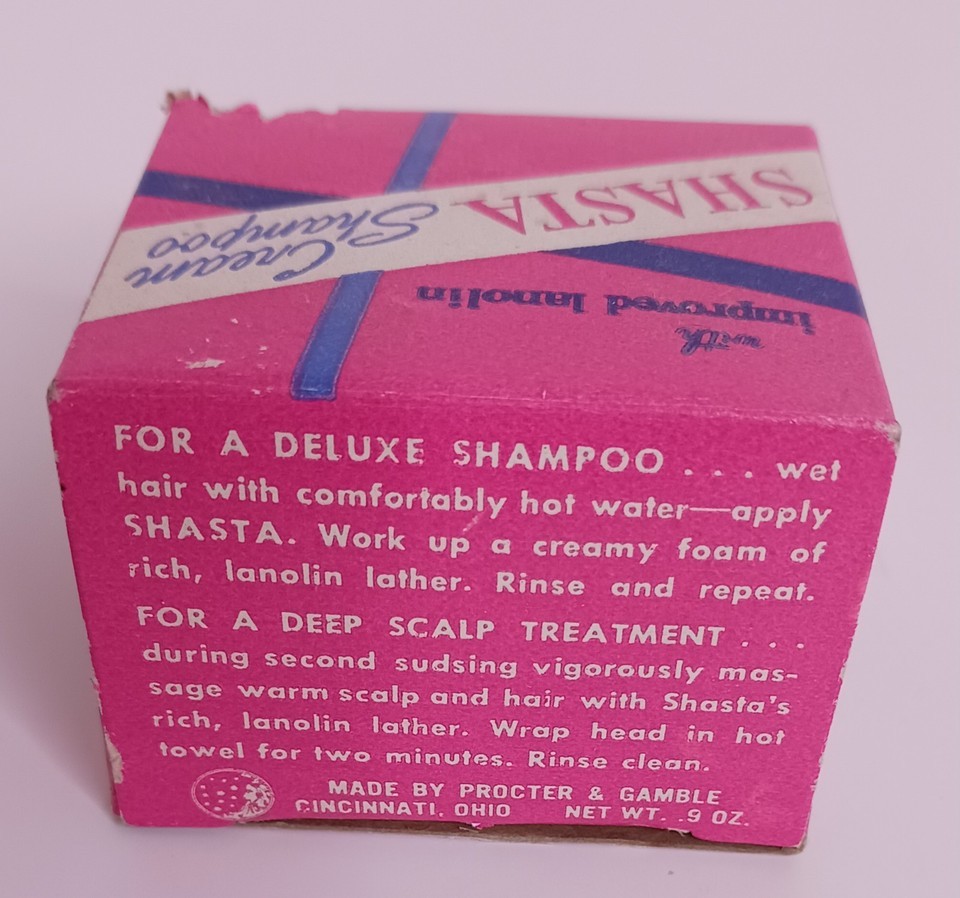 SHASTA
Cream
Shampoo
with
improved lanolin
FOR A DELUXE SHAMPOO . . . wet
hair with comfortably hot water—apply
SHASTA. Work up a creamy foam of
rich, lanolin lather. Rinse and repeat.
FOR A DEEP SCALP TREATMENT . . .
during second sudsing vigorously mas-
sage warm scalp and hair with Shasta's
rich, lanolin lather. Wrap head in hot
towel for two minutes. Rinse clean.
MADE BY PROCTER & GAMBLE
CINCINNATI, OHIO NET WT. .9 OZ.